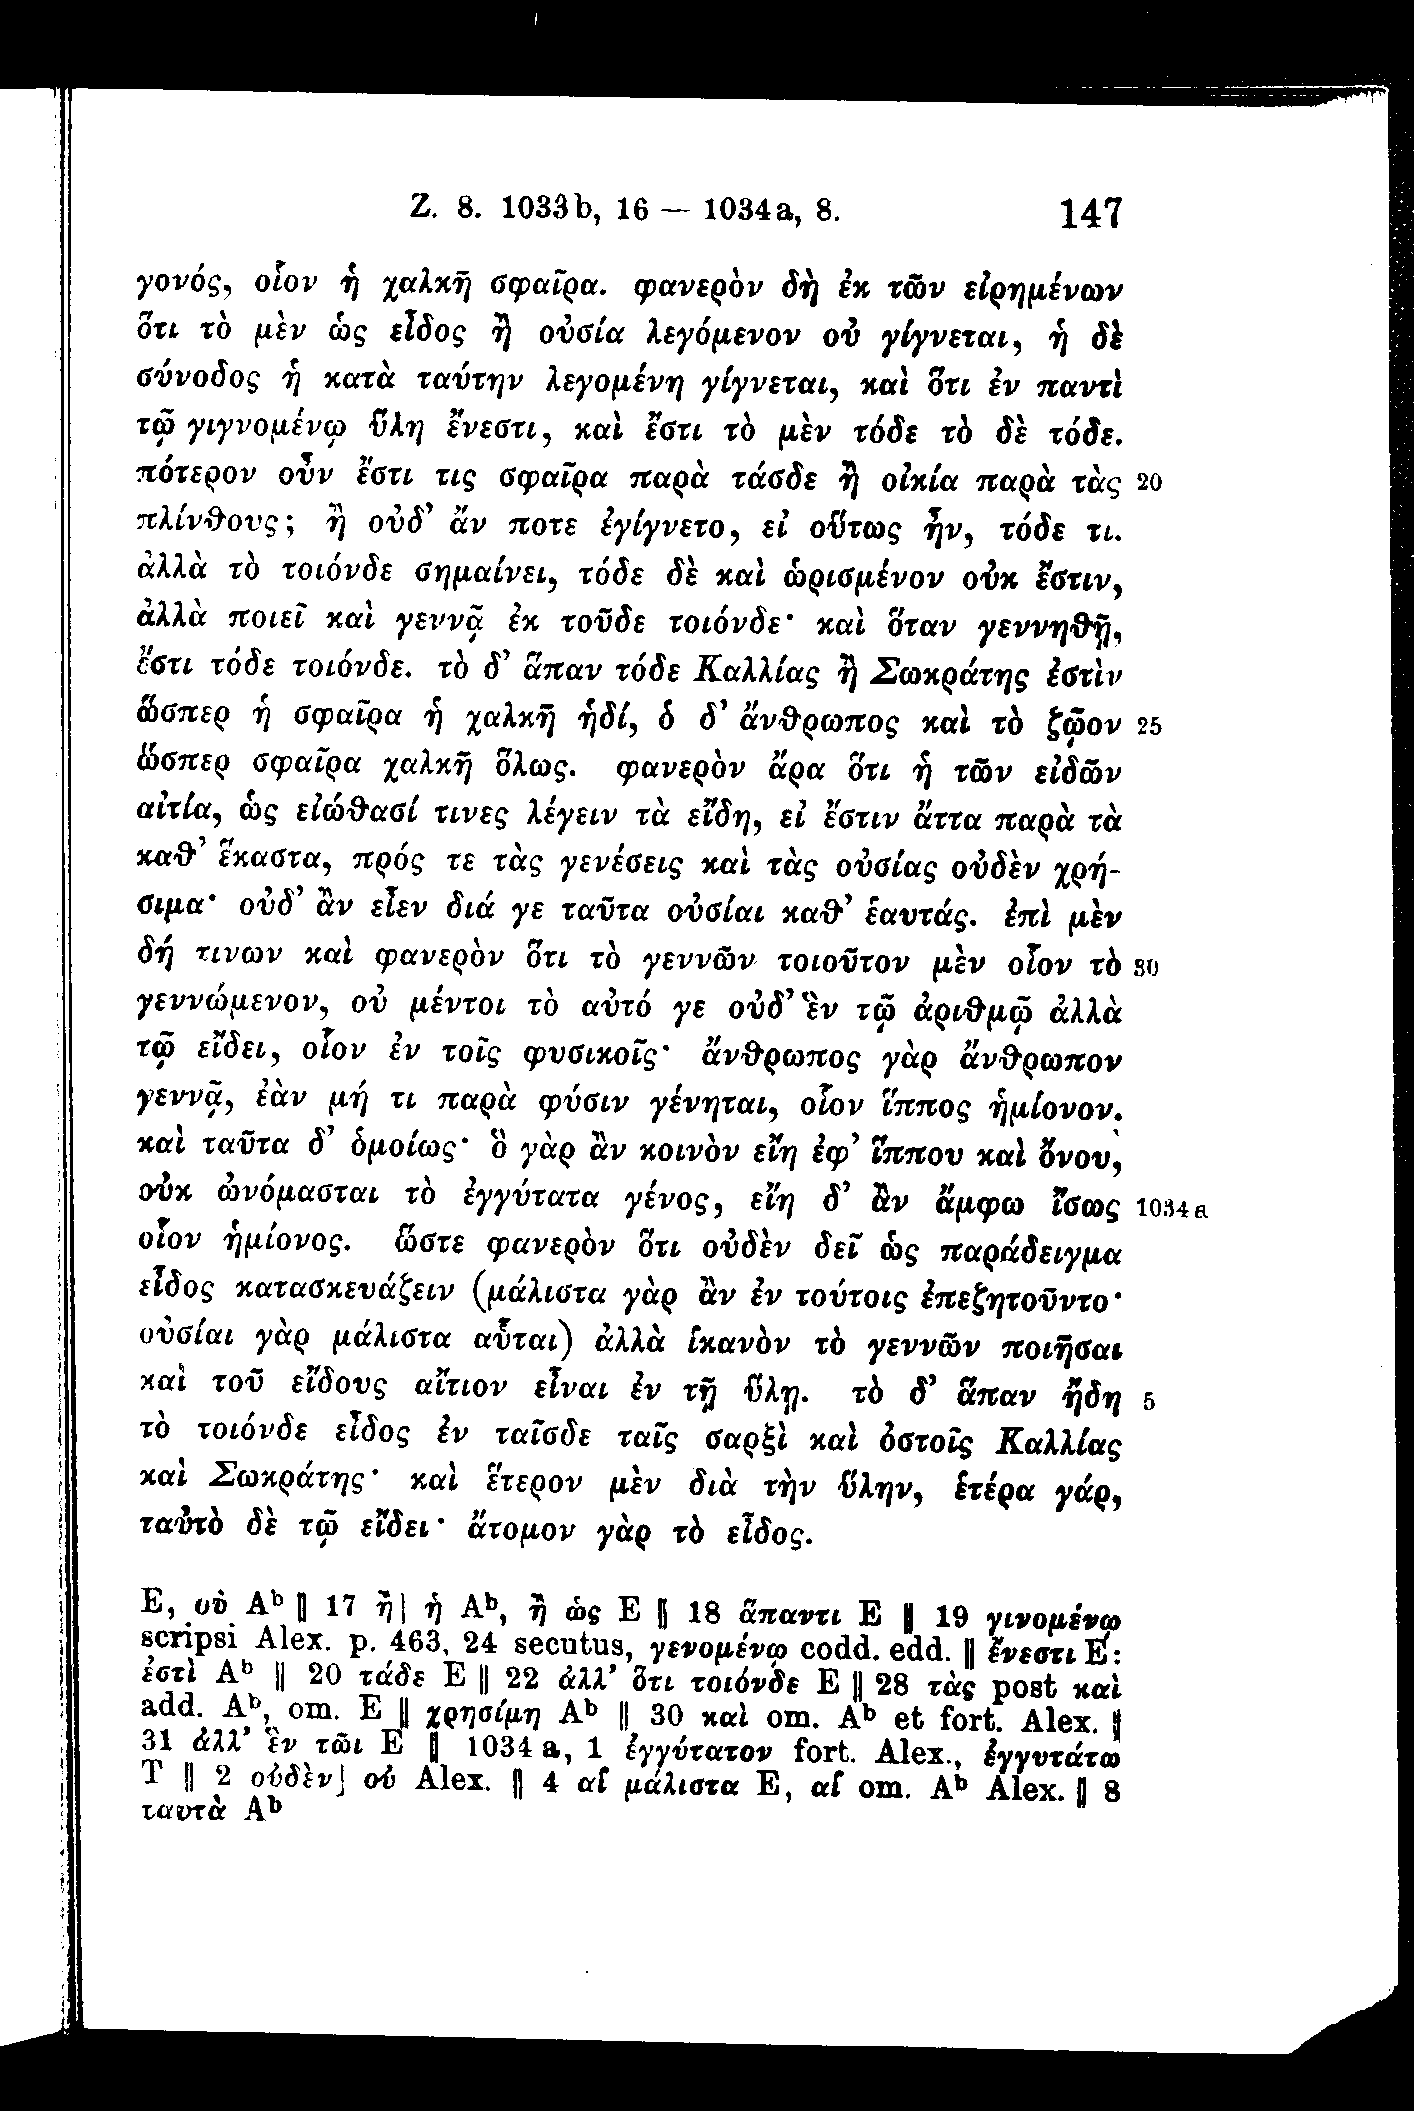 Z. 8. 1033b, 16 — 1034a, 8. 147
γονός, οἷον ἡ χαλκῆ σφαῖρα. φανερὸν δὴ ἐκ τῶν εἰρημένων
ὅτι τὸ μὲν ὡς εἶδος ἢ οὐσία λεγόμενον οὐ γίγνεται, ἡ δὲ
σύνοδος ἡ κατὰ ταύτην λεγομένη γίγνεται, καὶ ὅτι ἐν παντὶ
τῷ γιγνομένῳ ὕλη ἔνεστι, καὶ ἔστι τὸ μὲν τόδε τὸ δὲ τόδε.
πότερον οὖν ἔστι τις σφαῖρα παρὰ τάσδε ἢ οἰκία παρὰ τὰς 20
πλίνθους; ἢ οὐδ' ἄν ποτε ἐγίγνετο, εἰ οὕτως ἦν, τόδε τι.
ἀλλὰ τὸ τοιόνδε σημαίνει, τόδε δὲ καὶ ὡρισμένον οὐκ ἔστιν,
ἀλλὰ ποιεῖ καὶ γεννᾷ ἐκ τοῦδε τοιόνδε· καὶ ὅταν γεννηθῇ,
ἔστι τόδε τοιόνδε. τὸ δ' ἅπαν τόδε Καλλίας ἢ Σωκράτης ἐστὶν
ὥσπερ ἡ σφαῖρα ἡ χαλκῆ ἡδί, ὁ δ' ἄνθρωπος καὶ τὸ ζῷον 25
ὥσπερ σφαῖρα χαλκῆ ὅλως. φανερὸν ἄρα ὅτι ἡ τῶν εἰδῶν
αἰτία, ὡς εἰώθασί τινες λέγειν τὰ εἴδη, εἰ ἔστιν ἄττα παρὰ τὰ
καθ' ἕκαστα, πρός τε τὰς γενέσεις καὶ τὰς οὐσίας οὐδὲν χρή-
σιμα· οὐδ' ἂν εἶεν διά γε ταῦτα οὐσίαι καθ' ἑαυτάς. ἐπὶ μὲν
δή τινων καὶ φανερὸν ὅτι τὸ γεννῶν τοιοῦτον μὲν οἷον τὸ 30
γεννώμενον, οὐ μέντοι τὸ αὐτό γε οὐδ' ἓν τῷ ἀριθμῷ ἀλλὰ
τῷ εἴδει, οἷον ἐν τοῖς φυσικοῖς· ἄνθρωπος γὰρ ἄνθρωπον
γεννᾷ, ἐὰν μή τι παρὰ φύσιν γένηται, οἷον ἵππος ἡμίονον.
καὶ ταῦτα δ' ὁμοίως· ὃ γὰρ ἂν κοινὸν εἴη ἐφ' ἵππου καὶ ὄνου,
οὐκ ὠνόμασται τὸ ἐγγύτατα γένος, εἴη δ' ἂν ἄμφω ἴσως 1034 a
οἷον ἡμίονος. ὥστε φανερὸν ὅτι οὐδὲν δεῖ ὡς παράδειγμα
εἶδος κατασκευάζειν (μάλιστα γὰρ ἂν ἐν τούτοις ἐπεζητοῦντο·
οὐσίαι γὰρ μάλιστα αὗται) ἀλλὰ ἱκανὸν τὸ γεννῶν ποιῆσαι
καὶ τοῦ εἴδους αἴτιον εἶναι ἐν τῇ ὕλῃ. τὸ δ' ἅπαν ἤδη 5
τὸ τοιόνδε εἶδος ἐν ταῖσδε ταῖς σαρξὶ καὶ ὀστοῖς Καλλίας
καὶ Σωκράτης· καὶ ἕτερον μὲν διὰ τὴν ὕλην, ἑτέρα γάρ,
ταὐτὸ δὲ τῷ εἴδει· ἄτομον γὰρ τὸ εἶδος.
E, οὐ Aᵇ ‖ 17 ἢ] ἡ Aᵇ, ἢ ὡς E ‖ 18 ἅπαντι E ‖ 19 γινομένῳ
scripsi Alex. p. 463, 24 secutus, γενομένῳ codd. edd. ‖ ἔνεστι E:
ἐστὶ Aᵇ ‖ 20 τάδε E ‖ 22 ἀλλ' ὅτι τοιόνδε E ‖ 28 τὰς post καὶ
add. Aᵇ, om. E ‖ χρησίμη Aᵇ ‖ 30 καὶ om. Aᵇ et fort. Alex. ‖
31 ἀλλ' ἓν τῶι E ‖ 1034 a, 1 ἐγγύτατον fort. Alex., ἐγγυτάτω
T ‖ 2 οὐδὲν] οὐ Alex. ‖ 4 αἱ μάλιστα E, αἱ om. Aᵇ Alex. ‖ 8
ταυτὰ Aᵇ